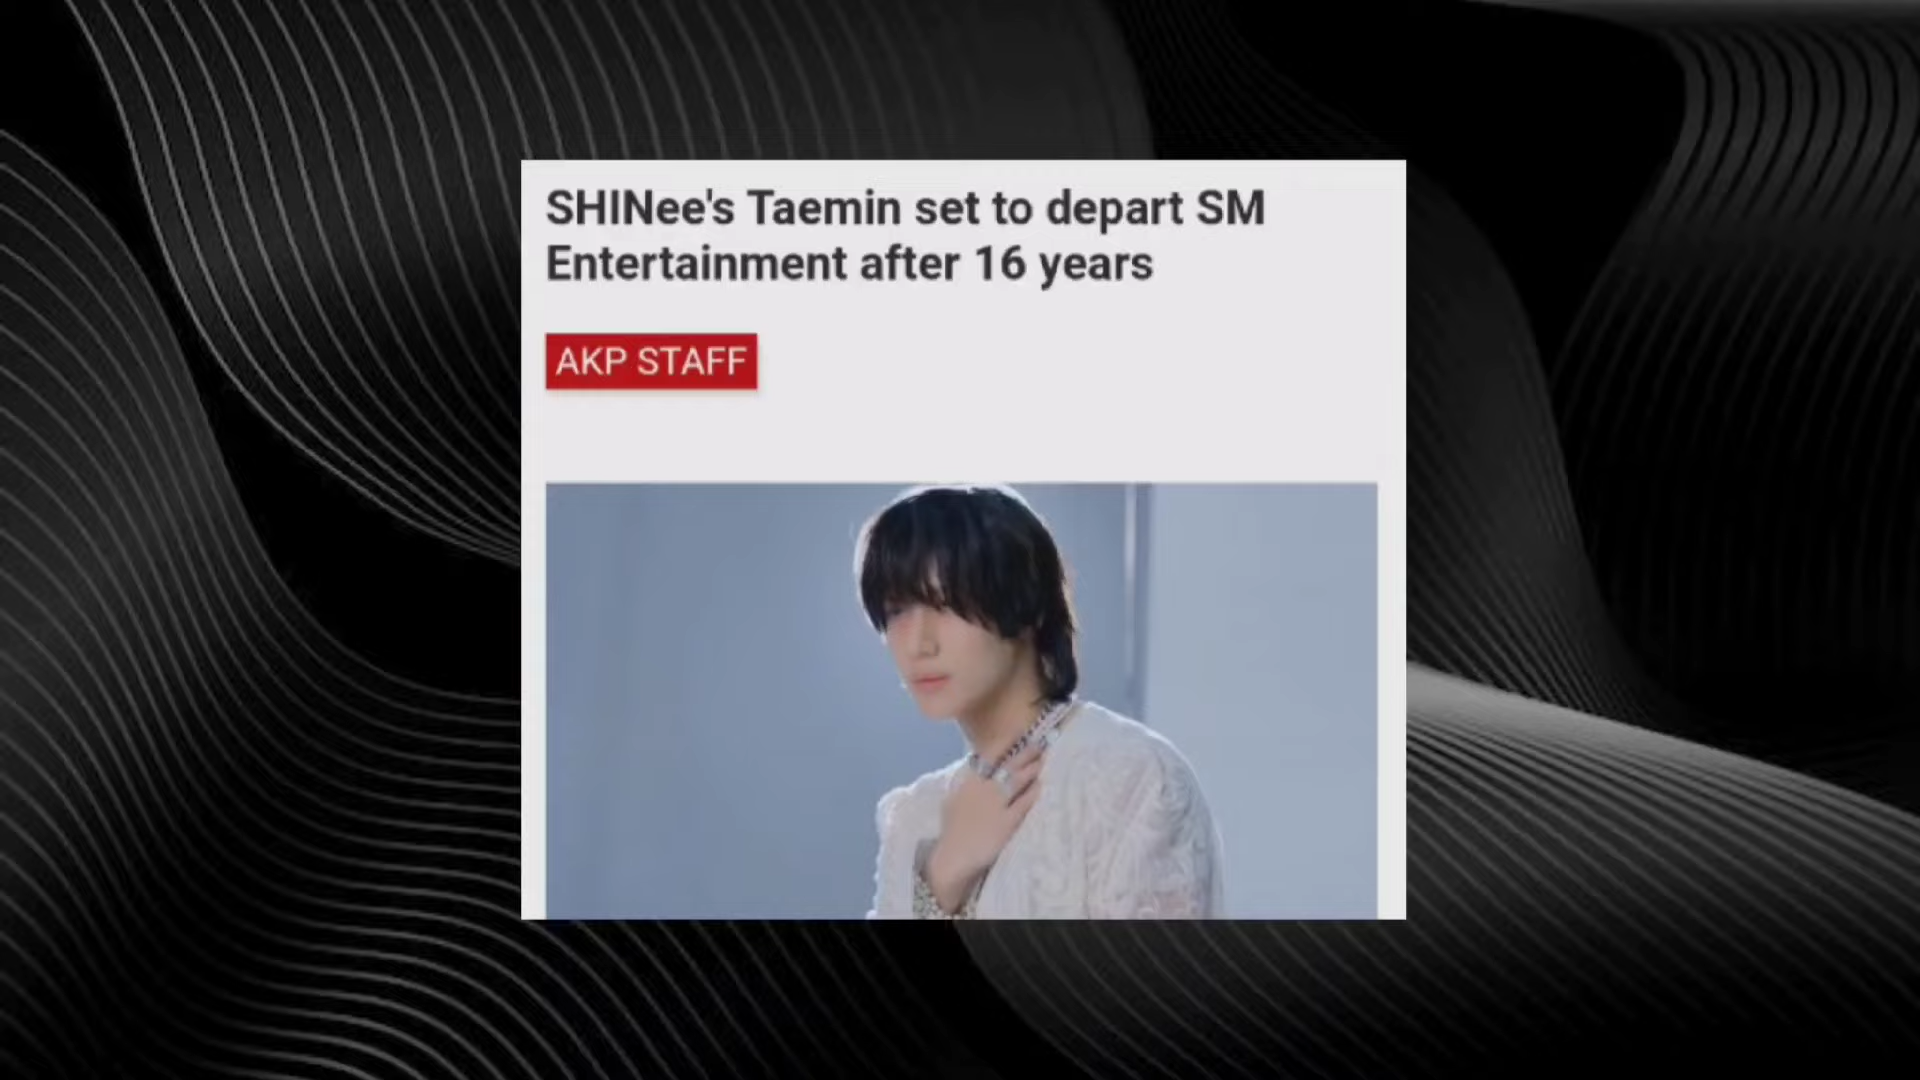 SHINee's Taemin set to depart SM
Entertainment after 16 years
AKP STAFF